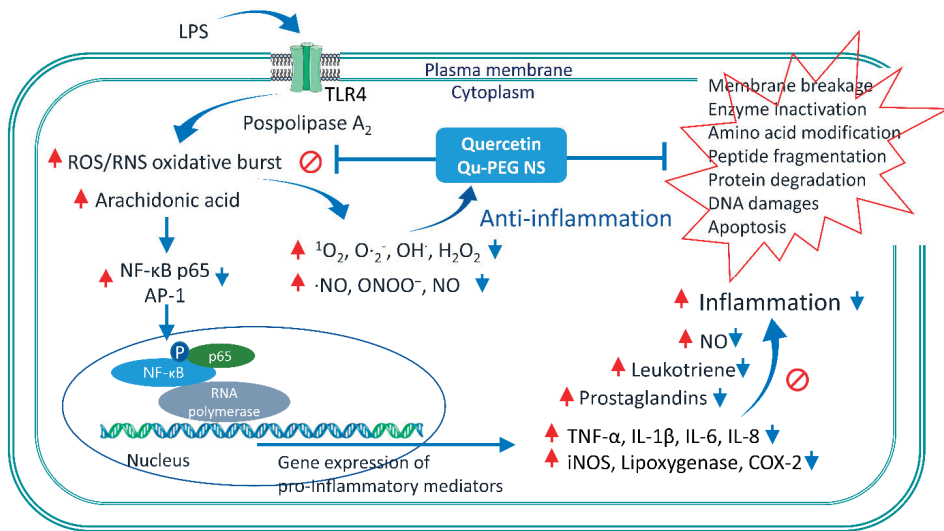 LPS
TLR4
Plasma membrane
Cytoplasm
Pospolipase A₂
ROS/RNS oxidative burst
Arachidonic acid
NF-κB p65
AP-1
Quercetin
Qu-PEG NS
Anti-inflammation
¹O₂, O·₂⁻, OH·, H₂O₂
·NO, ONOO⁻, NO
Membrane breakage
Enzyme inactivation
Amino acid modification
Peptide fragmentation
Protein degradation
DNA damages
Apoptosis
Inflammation
NO
Leukotriene
Prostaglandins
TNF-α, IL-1β, IL-6, IL-8
iNOS, Lipoxygenase, COX-2
P
p65
NF-κB
RNA
polymerase
Nucleus
Gene expression of
pro-Inflammatory mediators